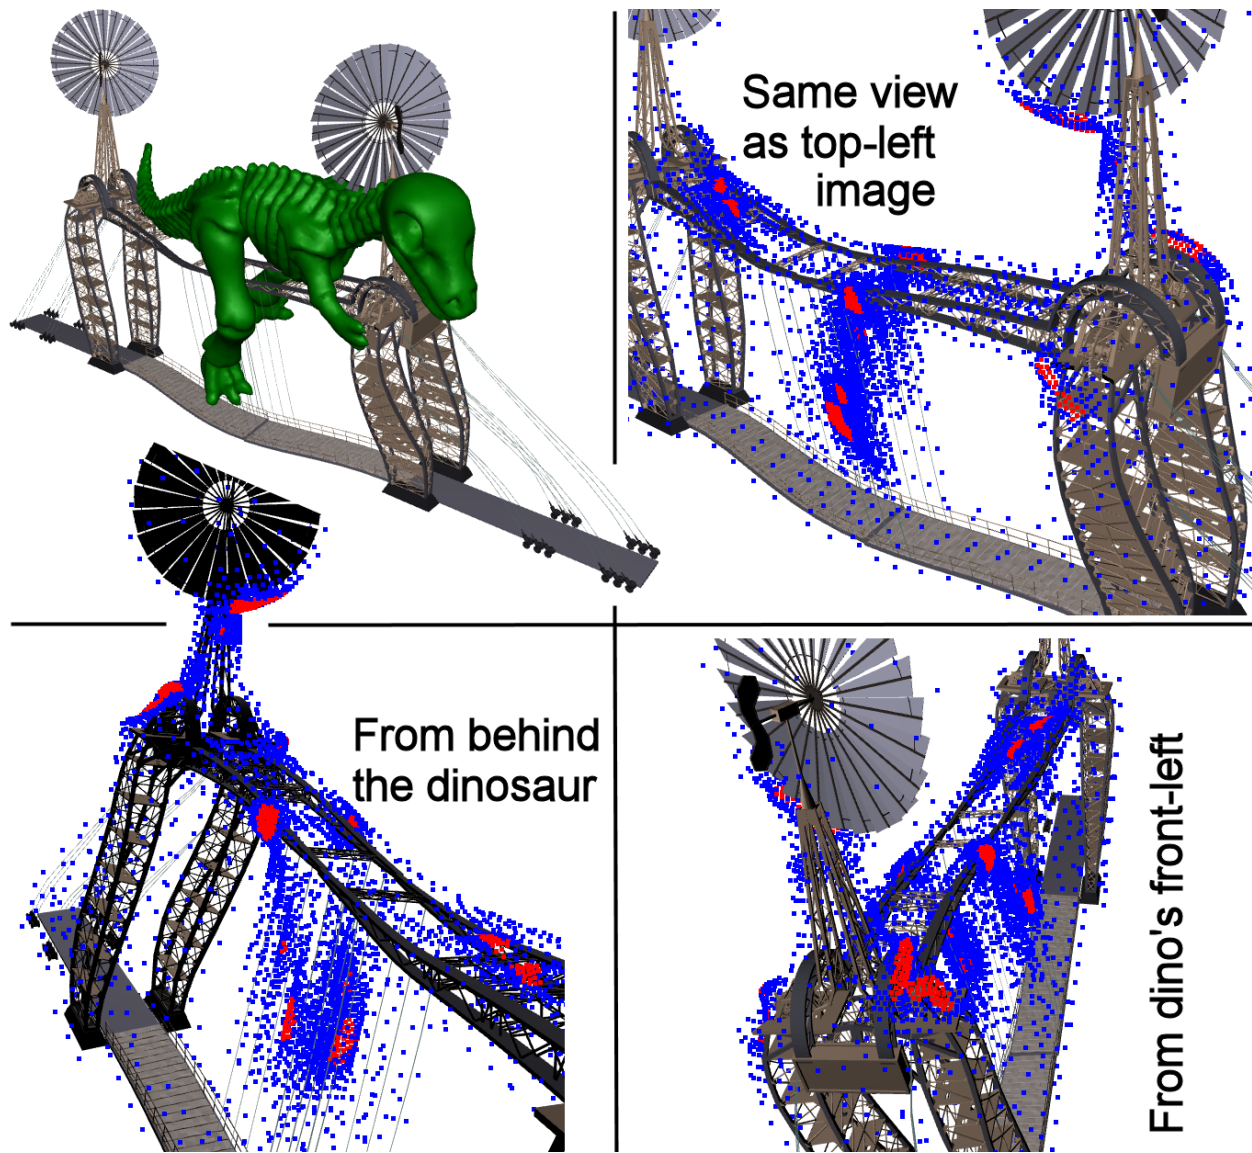 Same view
as top-left
image
From behind
the dinosaur
From dino's front-left